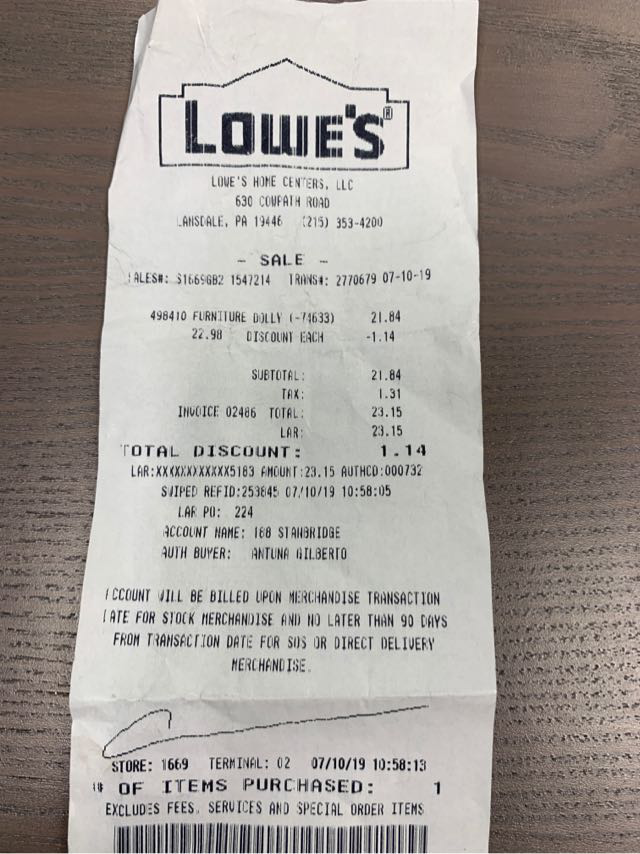 LOWE'S®
LOWE'S HOME CENTERS, LLC
630 COWPATH ROAD
LANSDALE, PA 19446 (215) 353-4200
- SALE -
ALES#: S1669GB2 1547214 TRANS#: 2770679 07-10-19
498410 FURNITURE DOLLY (-74633) 21.84
22.98 DISCOUNT EACH -1.14
SUBTOTAL: 21.84
TAX: 1.31
INVOICE 02486 TOTAL: 23.15
LAR: 23.15
TOTAL DISCOUNT: 1.14
LAR:XXXXXXXXXXXX5183 AMOUNT:23.15 AUTHCD:000732
SWIPED REFID:253845 07/10/19 10:58:05
LAR PO: 224
ACCOUNT NAME: 188 STANBRIDGE
AUTH BUYER: ANTUNA GILBERTO
ACCOUNT WILL BE BILLED UPON MERCHANDISE TRANSACTION
DATE FOR STOCK MERCHANDISE AND NO LATER THAN 90 DAYS
FROM TRANSACTION DATE FOR SOS OR DIRECT DELIVERY
MERCHANDISE.
STORE: 1669 TERMINAL: 02 07/10/19 10:58:13
# OF ITEMS PURCHASED: 1
EXCLUDES FEES, SERVICES AND SPECIAL ORDER ITEMS